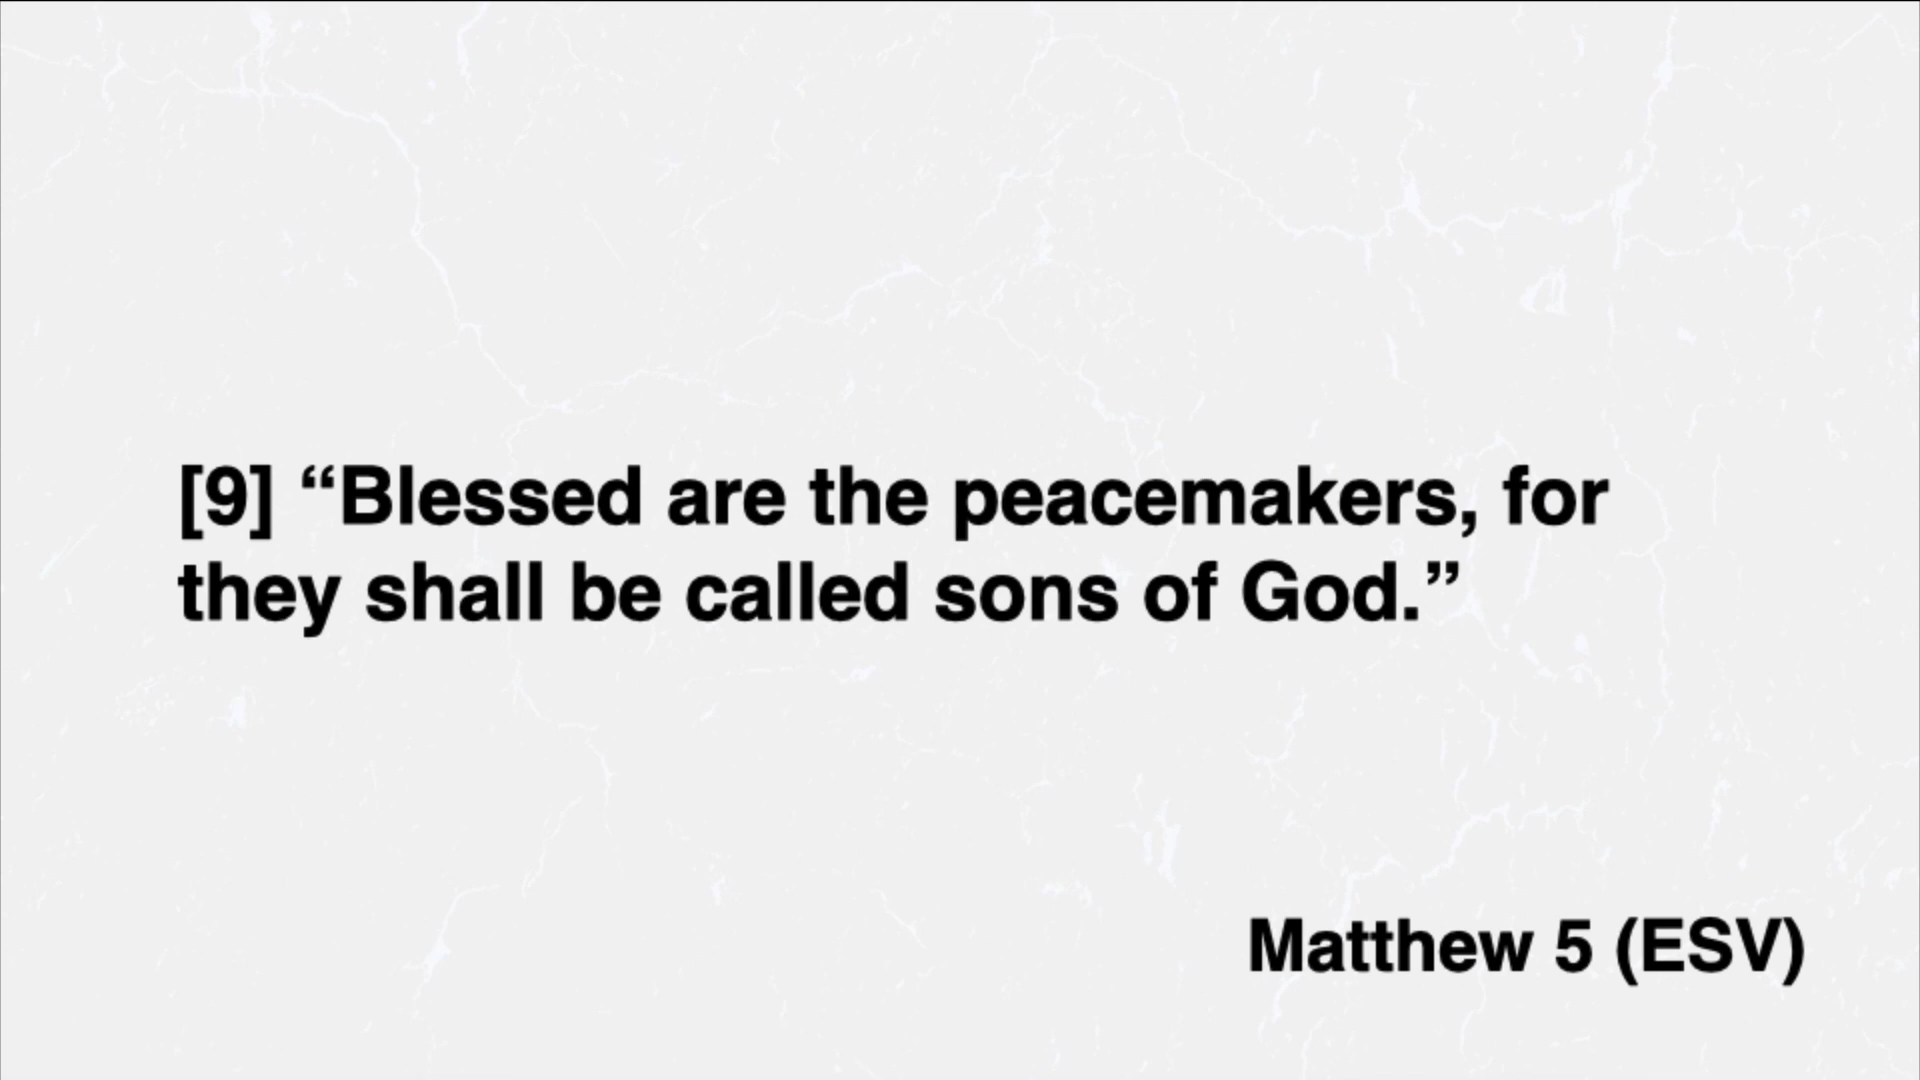 [9] “Blessed are the peacemakers, for
they shall be called sons of God.”
Matthew 5 (ESV)